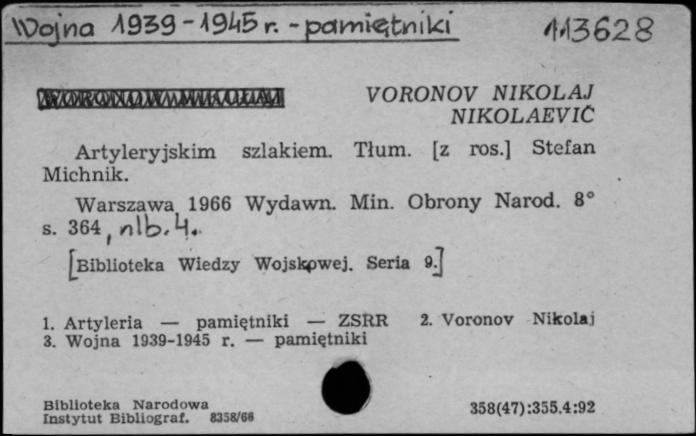 Wojna 1939-1945 r. - pamiętniki 113628
WORONOW MIKOŁAJ VORONOV NIKOLAJ
NIKOLAEVIČ
Artyleryjskim szlakiem. Tłum. [z ros.] Stefan
Michnik.
Warszawa 1966 Wydawn. Min. Obrony Narod. 8°
s. 364, nlb. 4.
[Biblioteka Wiedzy Wojskowej. Seria 9.]
1. Artyleria — pamiętniki — ZSRR 2. Voronov Nikolaj
3. Wojna 1939-1945 r. — pamiętniki
Biblioteka Narodowa
Instytut Bibliograf. 8358/66 358(47):355.4:92